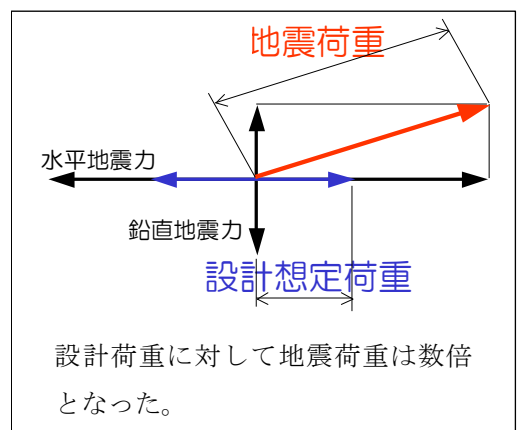 地震荷重
水平地震力
鉛直地震力
設計想定荷重
設計荷重に対して地震荷重は数倍
となった。